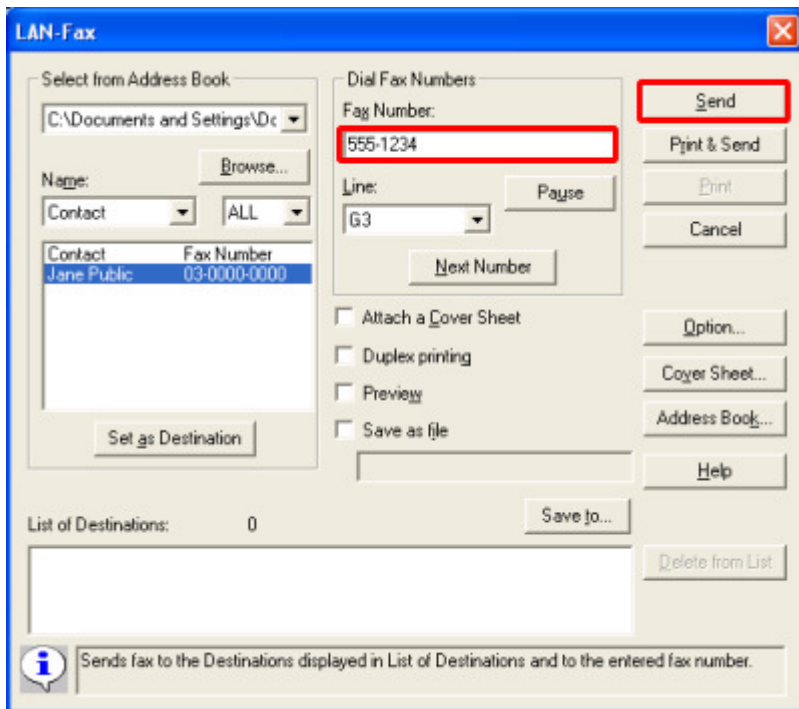 LAN-Fax
Select from Address Book
C:\Documents and Settings\Dc
Browse...
Name:
Contact
ALL
Contact Fax Number
Jane Public 03-0000-0000
Set as Destination
Dial Fax Numbers
Fax Number:
555-1234
Line:
Pause
G3
Next Number
Attach a Cover Sheet
Duplex printing
Preview
Save as file
Send
Print & Send
Print
Cancel
Option...
Cover Sheet...
Address Book...
Help
List of Destinations: 0
Save to...
Delete from List
Sends fax to the Destinations displayed in List of Destinations and to the entered fax number.